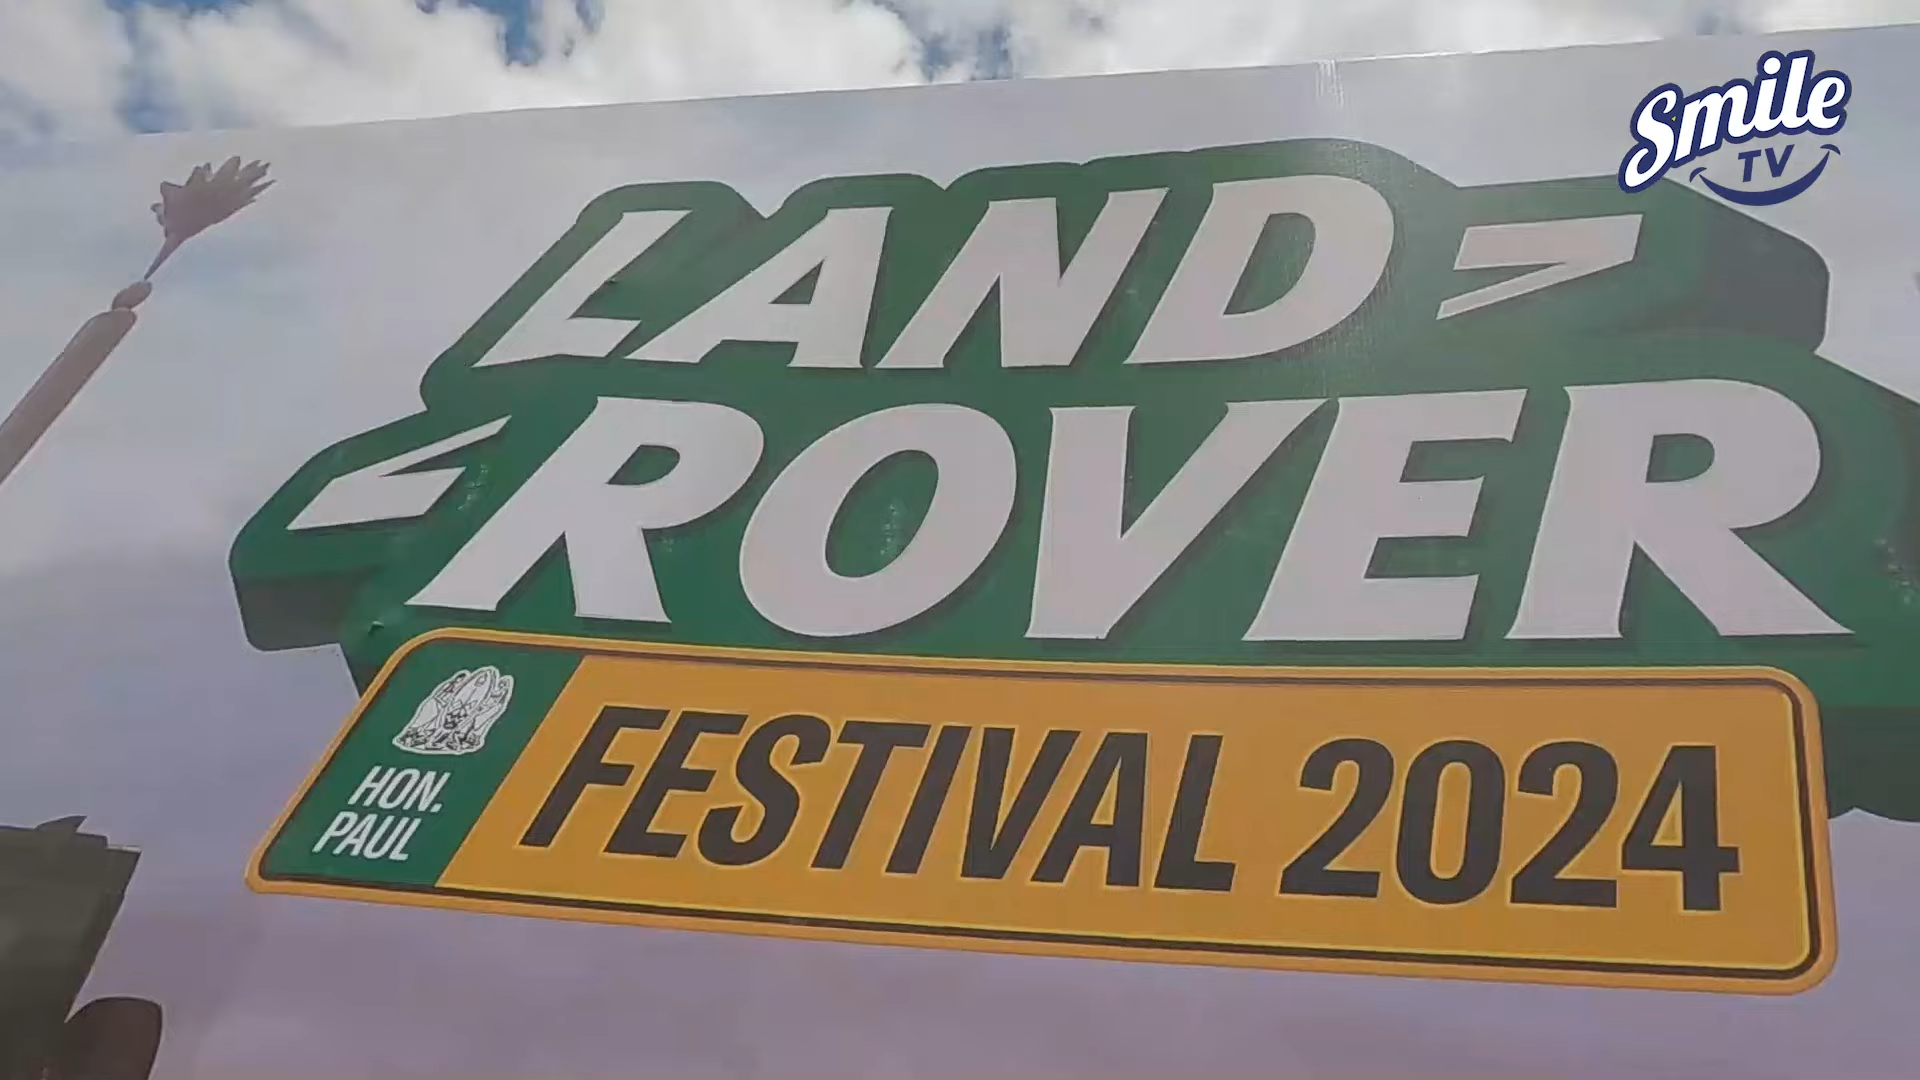 Smile
TV
LAND
ROVER
HON.
PAUL
FESTIVAL 2024